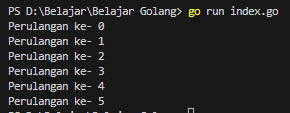 PS D:\Belajar\Belajar Golang> go run index.go
Perulangan ke- 0
Perulangan ke- 1
Perulangan ke- 2
Perulangan ke- 3
Perulangan ke- 4
Perulangan ke- 5